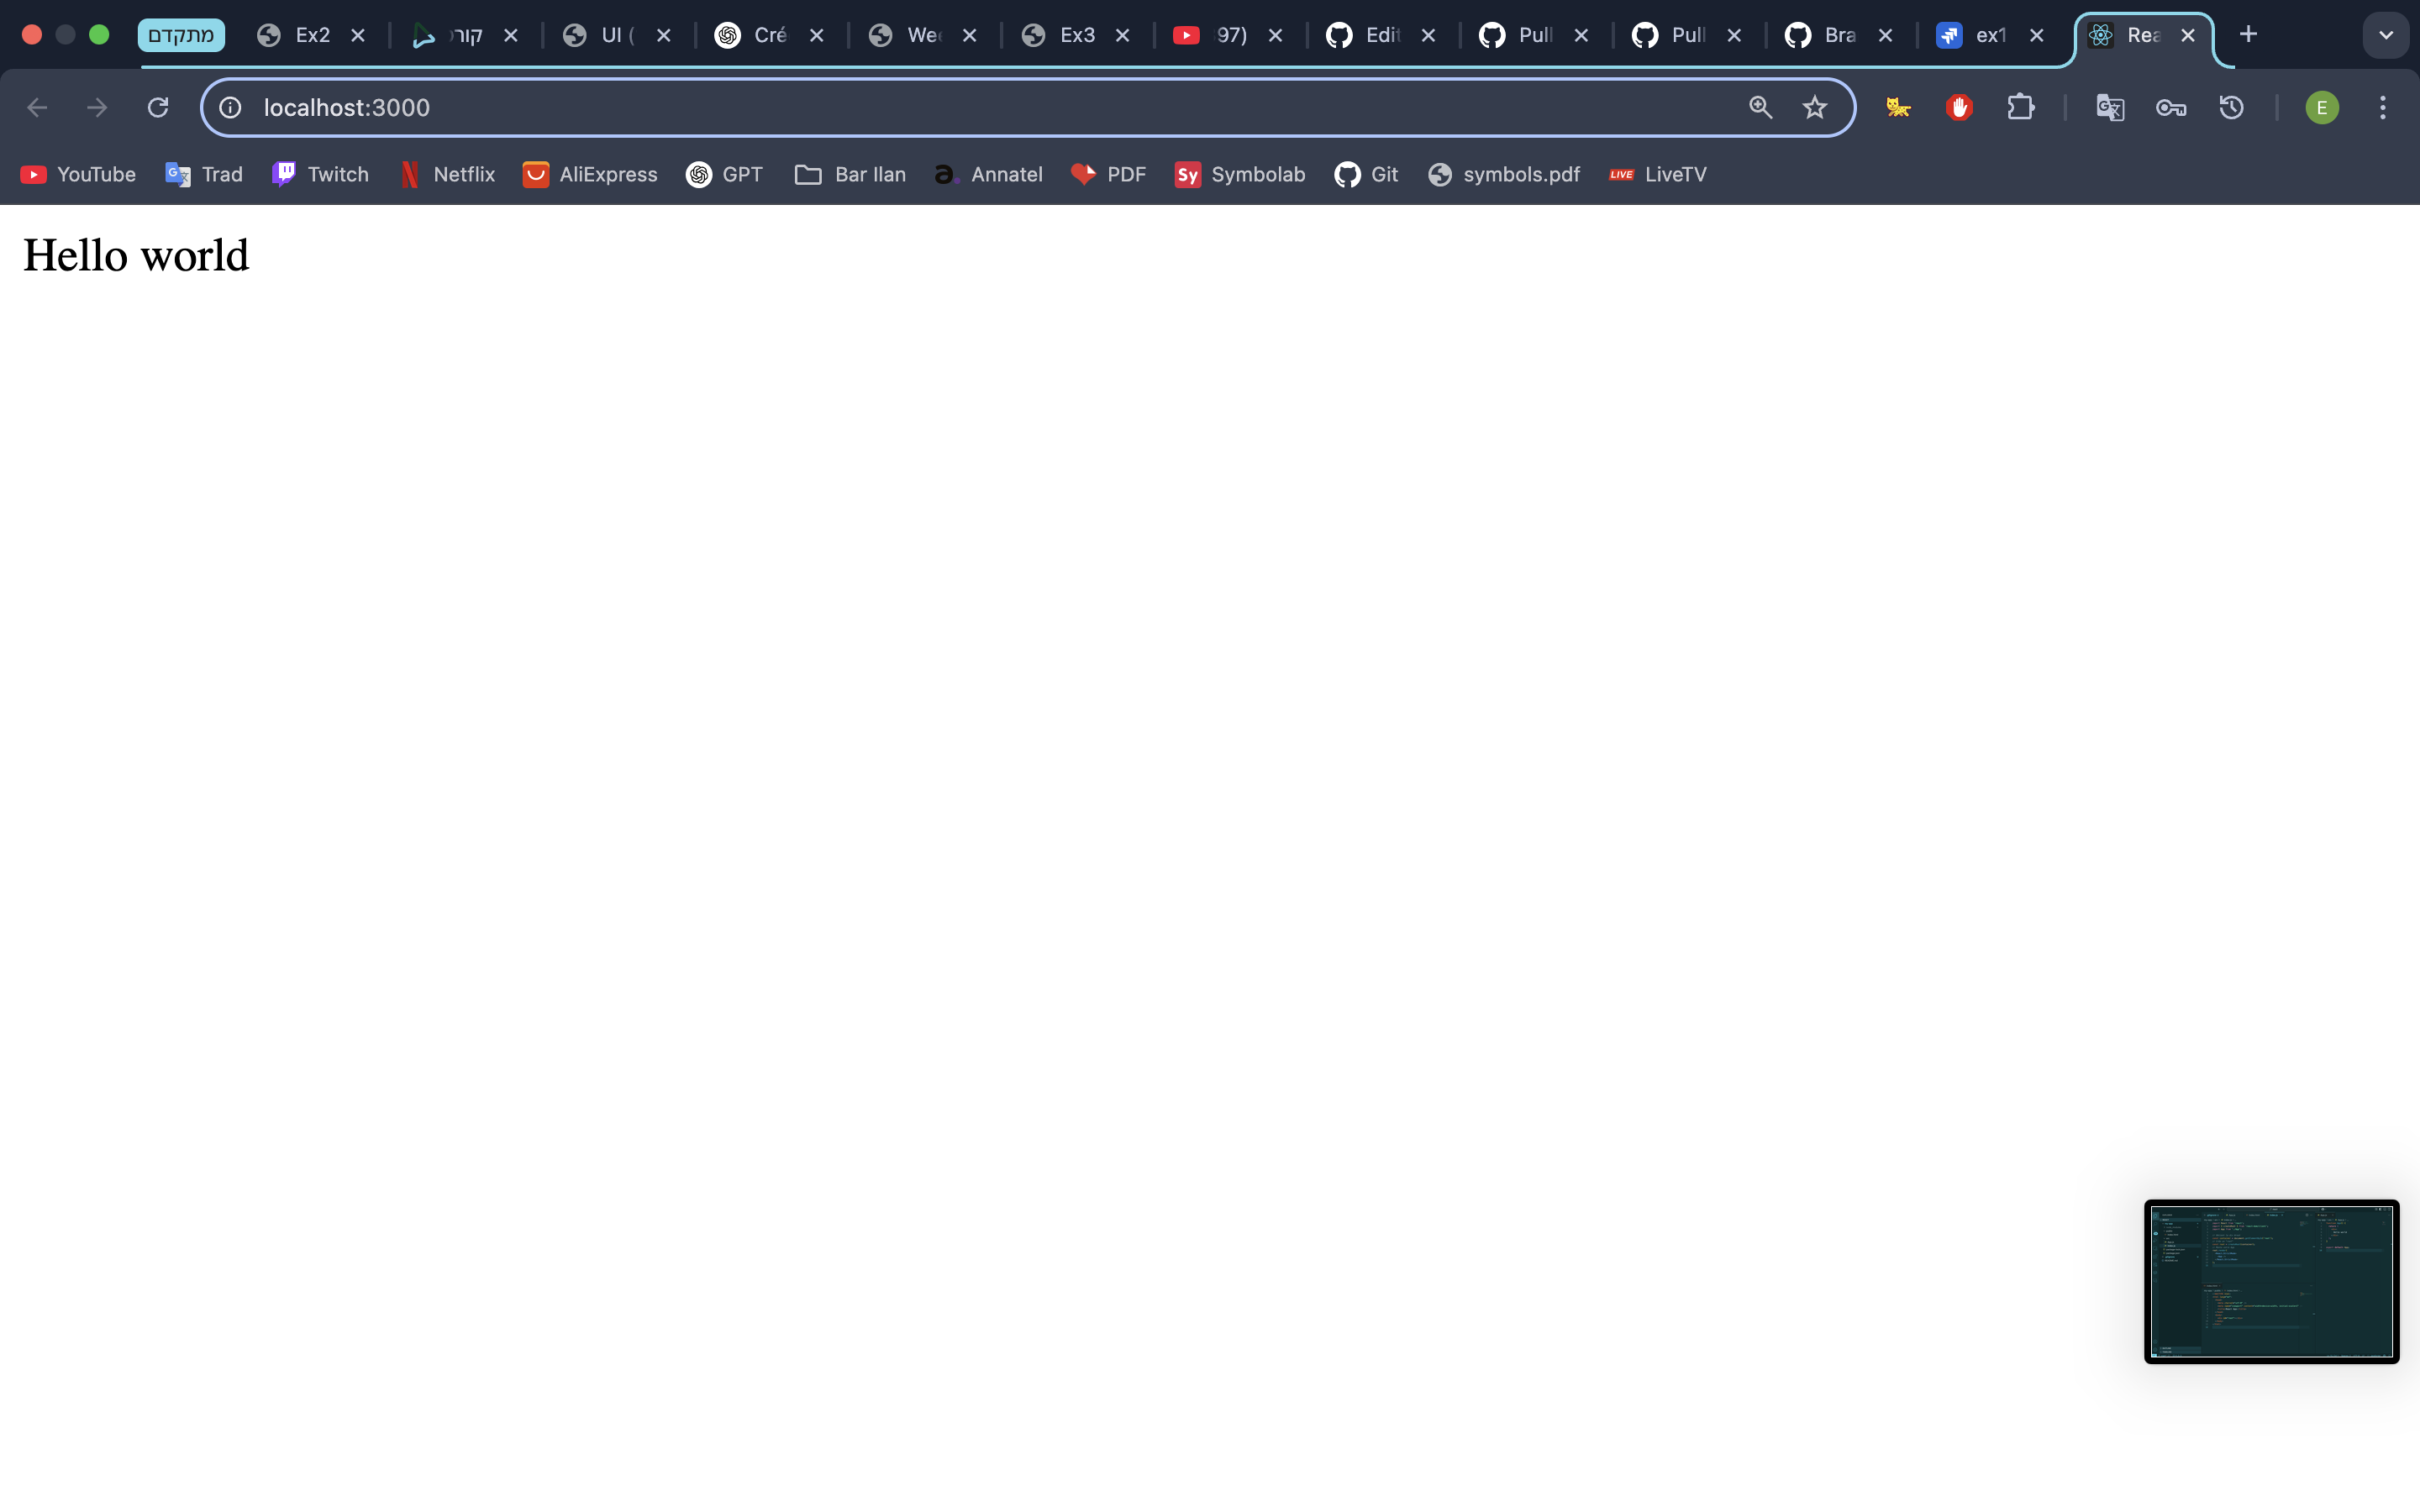 מתקדם Ex2 קור UI ( Cré We Ex3 97) Edit Pull Pull Bra ex1 Rea
localhost:3000
YouTube Trad Twitch Netflix AliExpress GPT Bar Ilan Annatel PDF Symbolab Git symbols.pdf LiveTV
Hello world